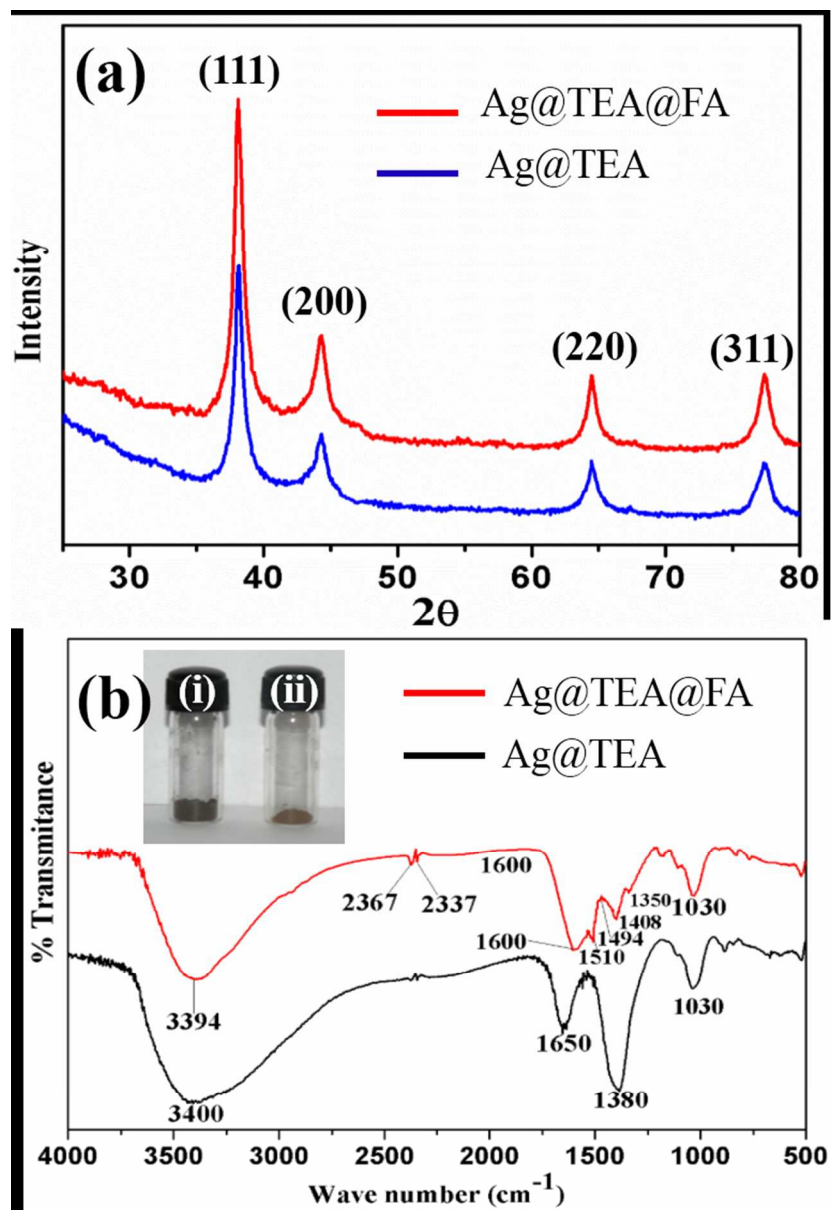 (a)
(111)
Ag@TEA@FA
Ag@TEA
(200)
(220)
(311)
Intensity
30 40 50 60 70 80
2θ
(b)
(i) (ii)
Ag@TEA@FA
Ag@TEA
% Transmitance
1600
2367 2337
1350 1030
1408
1600 1494
1510
3394
1030
1650
1380
3400
4000 3500 3000 2500 2000 1500 1000 500
Wave number (cm⁻¹)